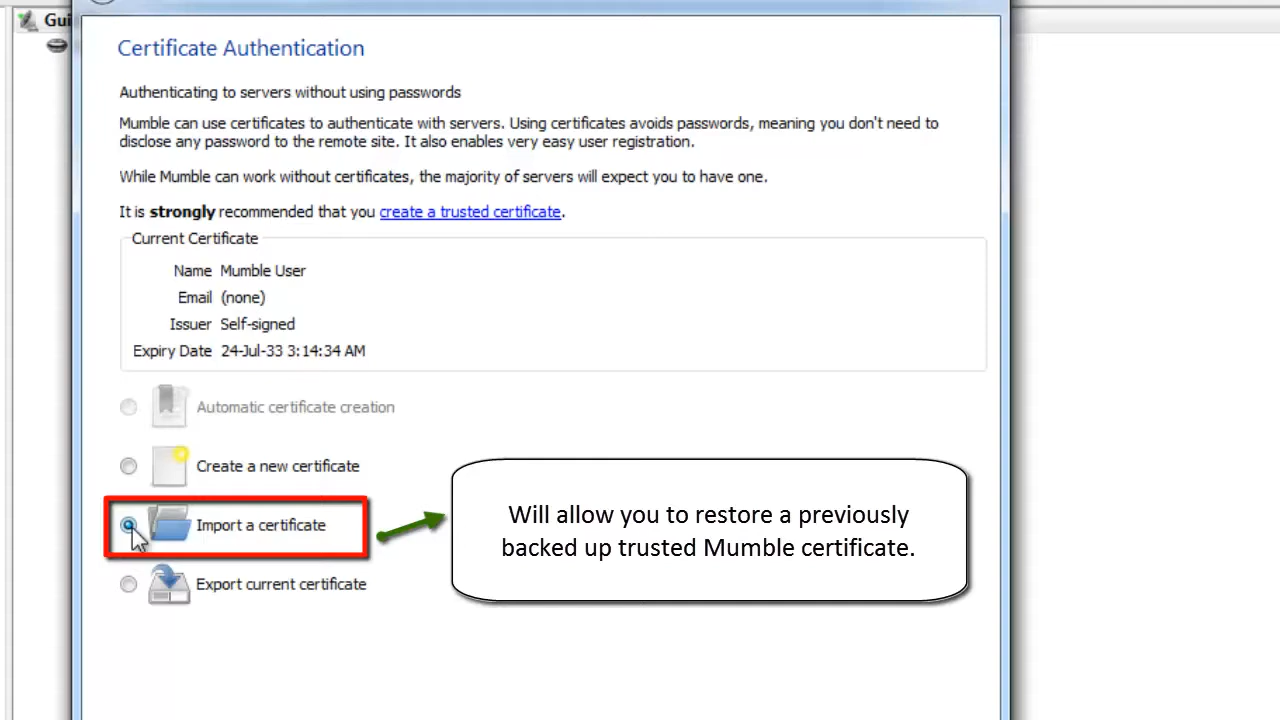 Gui
Certificate Authentication
Authenticating to servers without using passwords
Mumble can use certificates to authenticate with servers. Using certificates avoids passwords, meaning you don't need to
disclose any password to the remote site. It also enables very easy user registration.
While Mumble can work without certificates, the majority of servers will expect you to have one.
It is strongly recommended that you create a trusted certificate.
Current Certificate
Name Mumble User
Email (none)
Issuer Self-signed
Expiry Date 24-Jul-33 3:14:34 AM
Automatic certificate creation
Create a new certificate
Import a certificate
Will allow you to restore a previously
backed up trusted Mumble certificate.
Export current certificate